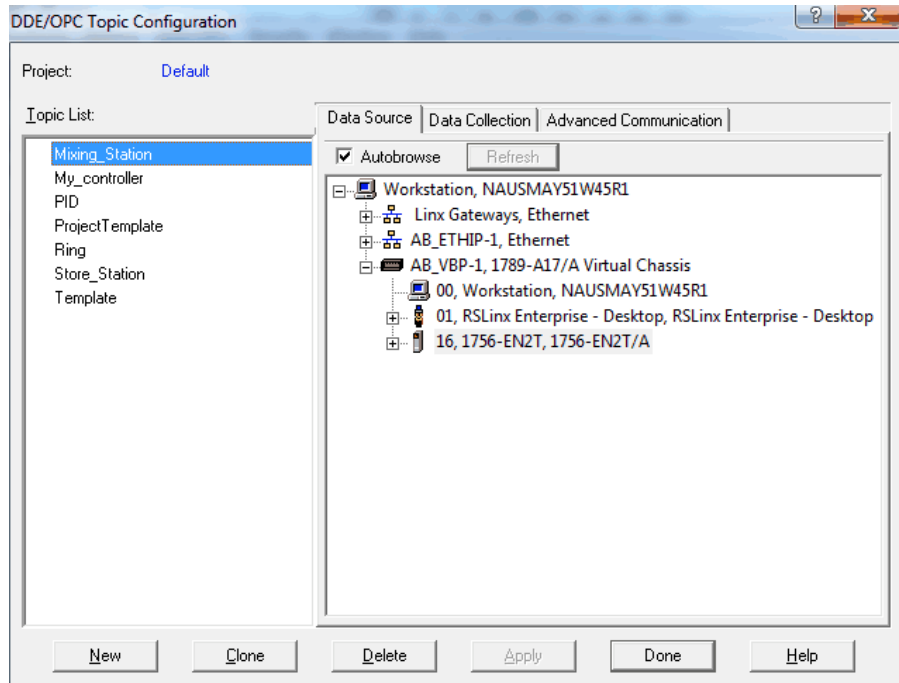 DDE/OPC Topic Configuration
Project: Default
Topic List:
Mixing_Station
My_controller
PID
ProjectTemplate
Ring
Store_Station
Template
Data Source Data Collection Advanced Communication
Autobrowse Refresh
Workstation, NAUSMAY51W45R1
Linx Gateways, Ethernet
AB_ETHIP-1, Ethernet
AB_VBP-1, 1789-A17/A Virtual Chassis
00, Workstation, NAUSMAY51W45R1
01, RSLinx Enterprise - Desktop, RSLinx Enterprise - Desktop
16, 1756-EN2T, 1756-EN2T/A
New Clone Delete Apply Done Help